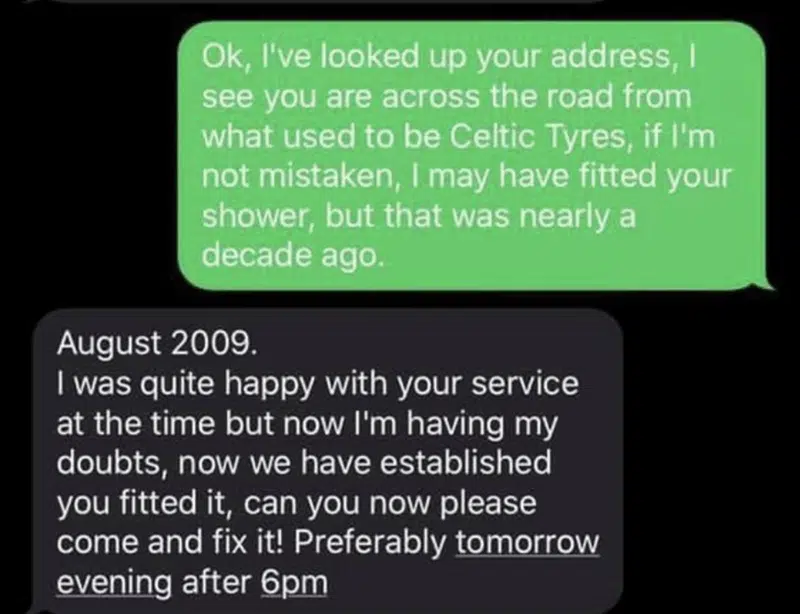 Ok, I've looked up your address, I
see you are across the road from
what used to be Celtic Tyres, if I'm
not mistaken, I may have fitted your
shower, but that was nearly a
decade ago.
August 2009.
I was quite happy with your service
at the time but now I'm having my
doubts, now we have established
you fitted it, can you now please
come and fix it! Preferably tomorrow
evening after 6pm